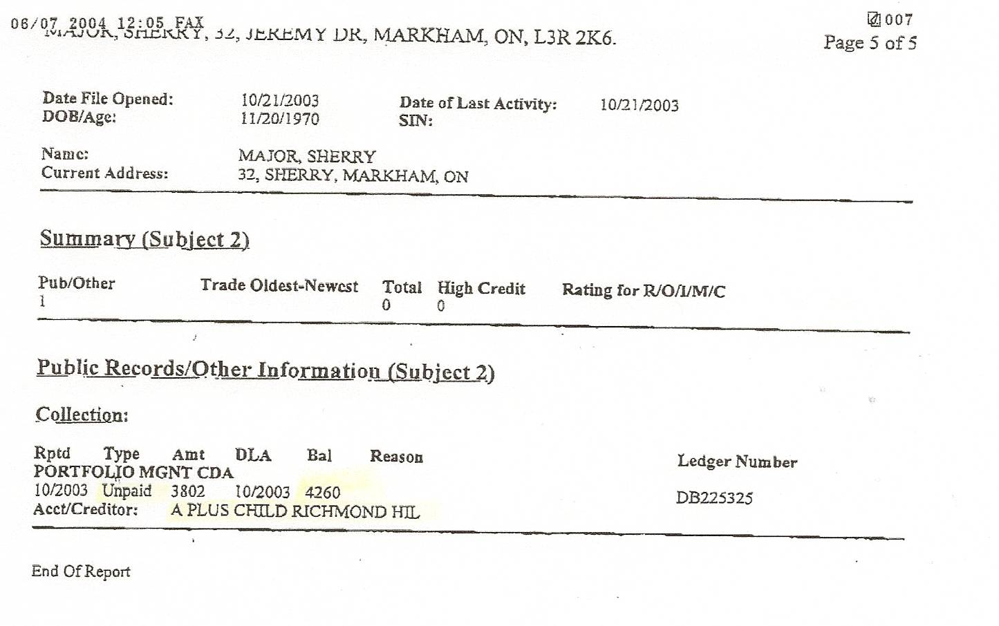 06/07 2004 12:05 FAX 007
MAJOR, SHERRY, 32, JEREMY DR, MARKHAM, ON, L3R 2K6.
Page 5 of 5
Date File Opened: 10/21/2003 Date of Last Activity: 10/21/2003
DOB/Age: 11/20/1970 SIN:
Name: MAJOR, SHERRY
Current Address: 32, SHERRY, MARKHAM, ON
Summary (Subject 2)
Pub/Other Trade Oldest-Newest Total High Credit Rating for R/O/I/M/C
1 0 0
Public Records/Other Information (Subject 2)
Collection:
Rptd Type Amt DLA Bal Reason Ledger Number
PORTFOLIO MGNT CDA
10/2003 Unpaid 3802 10/2003 4260 DB225325
Acct/Creditor: A PLUS CHILD RICHMOND HIL
End Of Report